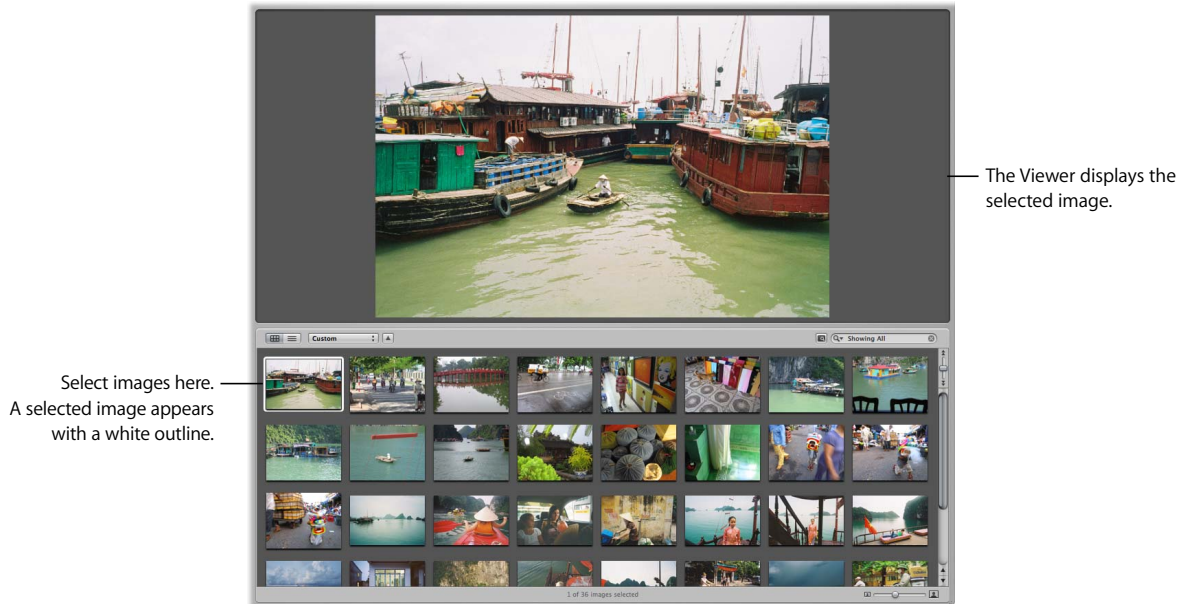 The Viewer displays the
selected image.
Custom
Showing All
Select images here.
A selected image appears
with a white outline.
1 of 36 images selected